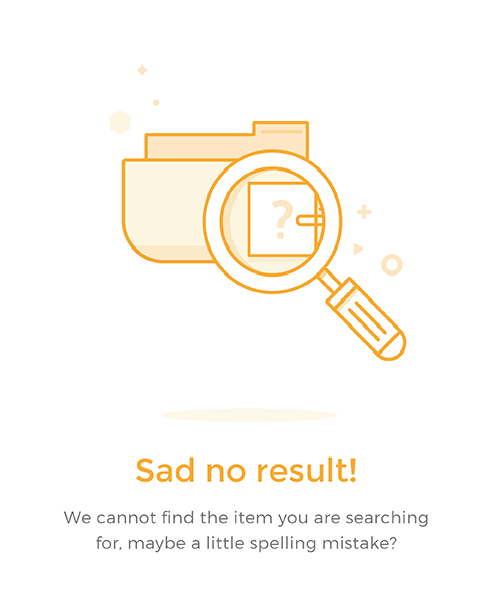 ?
Sad no result!
We cannot find the item you are searching
for, maybe a little spelling mistake?